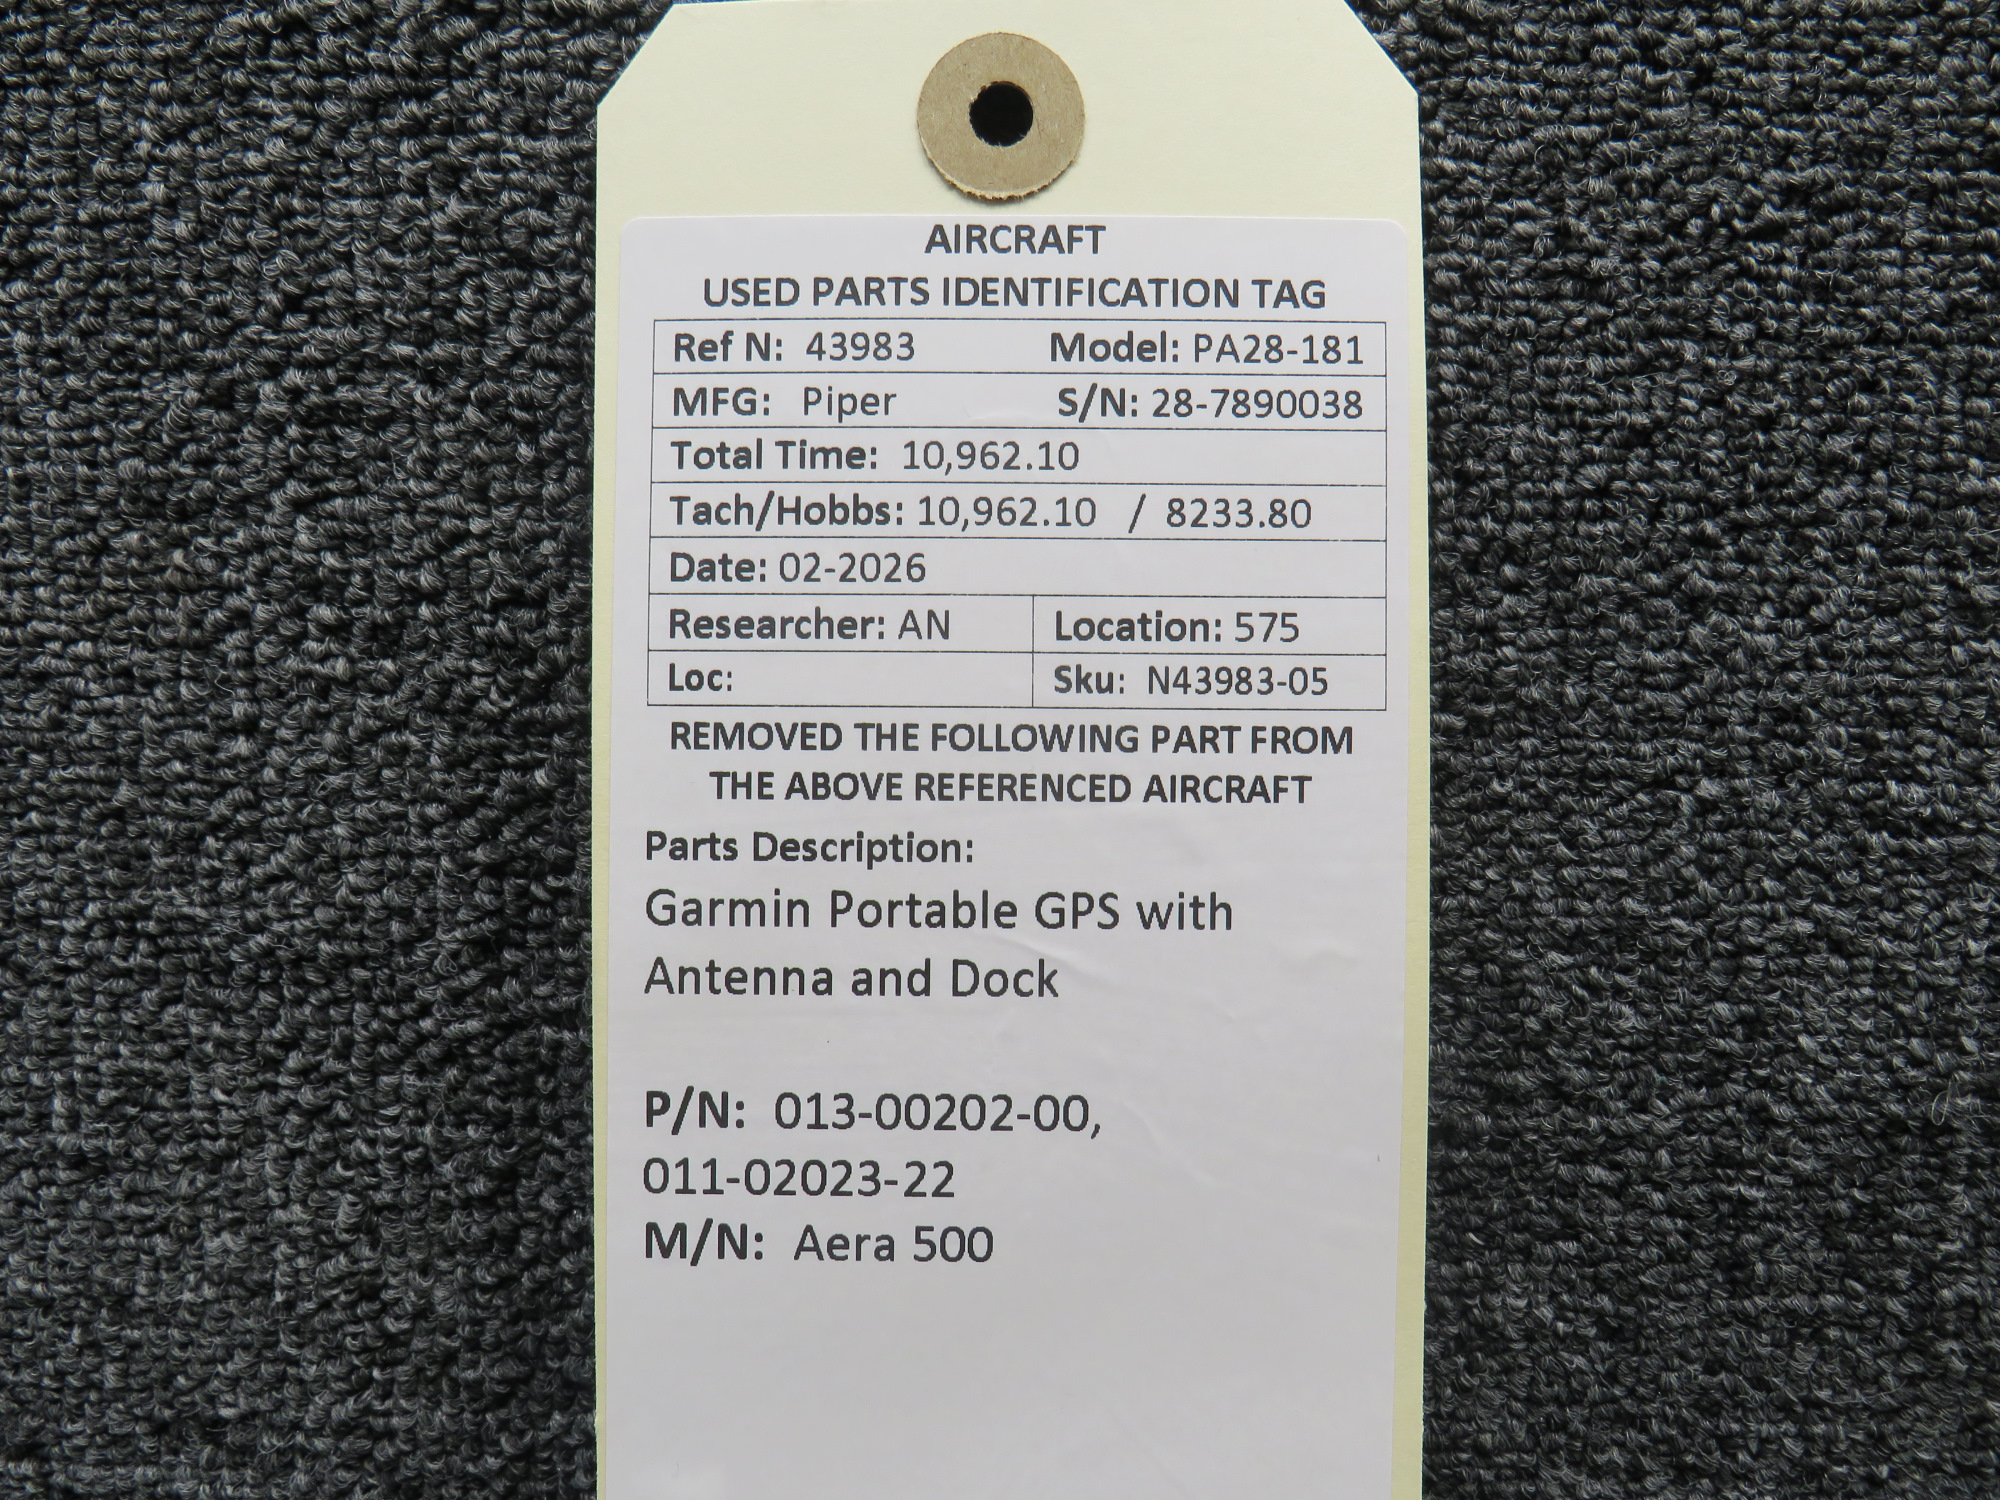 AIRCRAFT
USED PARTS IDENTIFICATION TAG
Ref N: 43983 Model: PA28-181
MFG: Piper S/N: 28-7890038
Total Time: 10,962.10
Tach/Hobbs: 10,962.10 / 8233.80
Date: 02-2026
Researcher: AN Location: 575
Loc: Sku: N43983-05
REMOVED THE FOLLOWING PART FROM
THE ABOVE REFERENCED AIRCRAFT
Parts Description:
Garmin Portable GPS with
Antenna and Dock
P/N: 013-00202-00,
011-02023-22
M/N: Aera 500